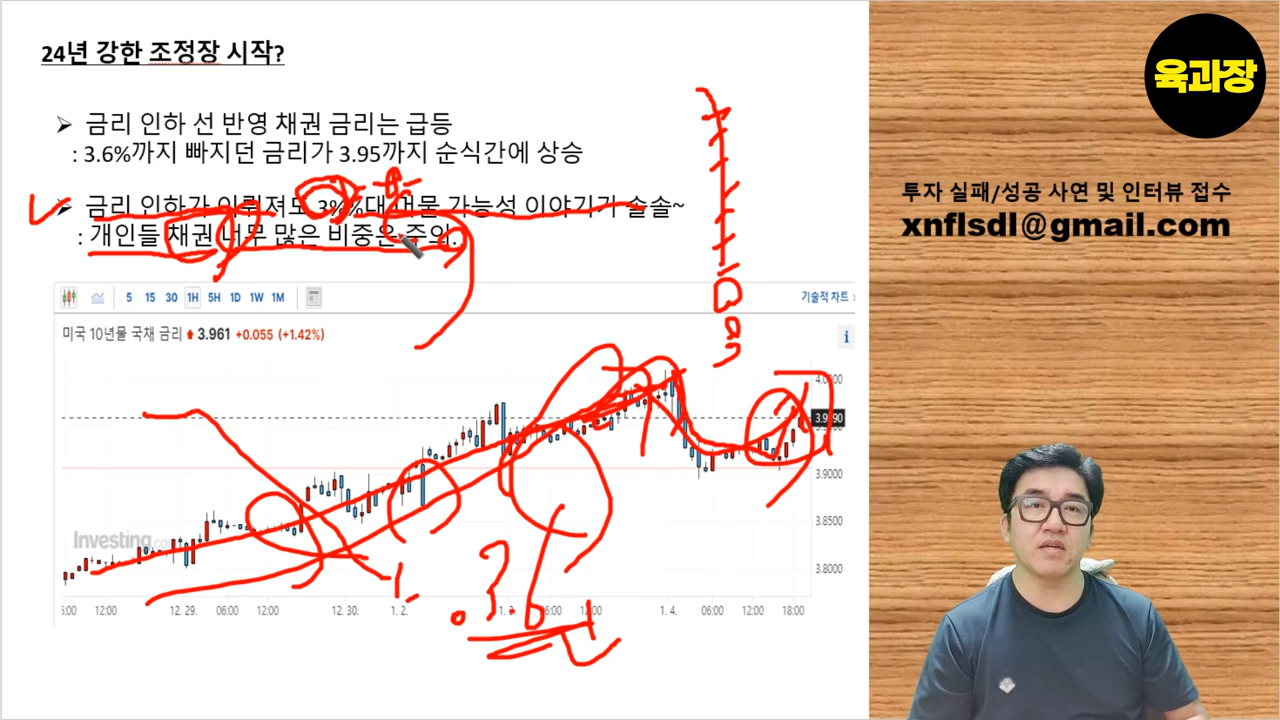 24년 강한 조정장 시작?
육과장
➢ 금리 인하 선 반영 채권 금리는 급등
: 3.6%까지 빠지던 금리가 3.95까지 순식간에 상승
투자 실패/성공 사연 및 인터뷰 접수
xnflsdl@gmail.com
➢ 금리 인하가 이뤄져도 3%대 머물 가능성 이야기가 솔솔~
: 개인들 채권 너무 많은 비중은 주의.
5 15 30 1H 5H 1D 1W 1M
기술적 차트
미국 10년물 국채 금리 3.961 +0.055 (+1.42%)
i
3.9000
3.8500
3.8000
Investing
12:00 12. 29. 06:00 12:00 12. 30. 1. 2. 1. 3. 1. 4. 06:00 12:00 18:00
3.6